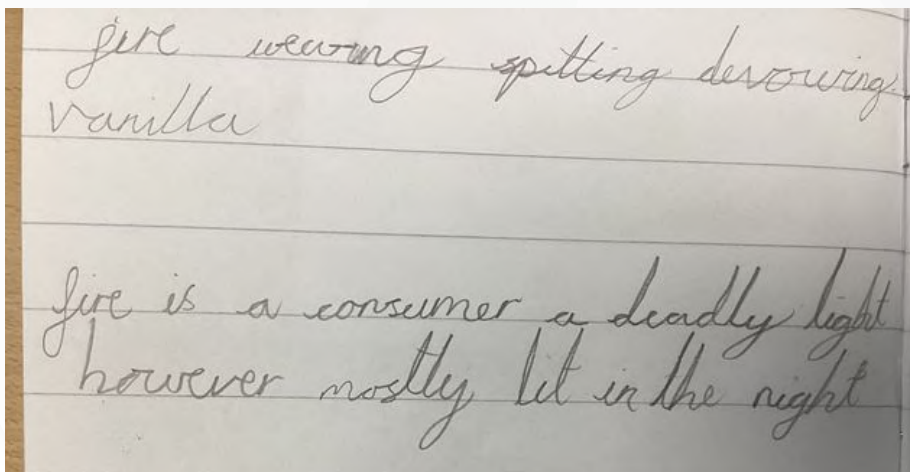 fire wearing spitting devouring.
vanilla
fire is a consumer a deadly light
however mostly lit in the night